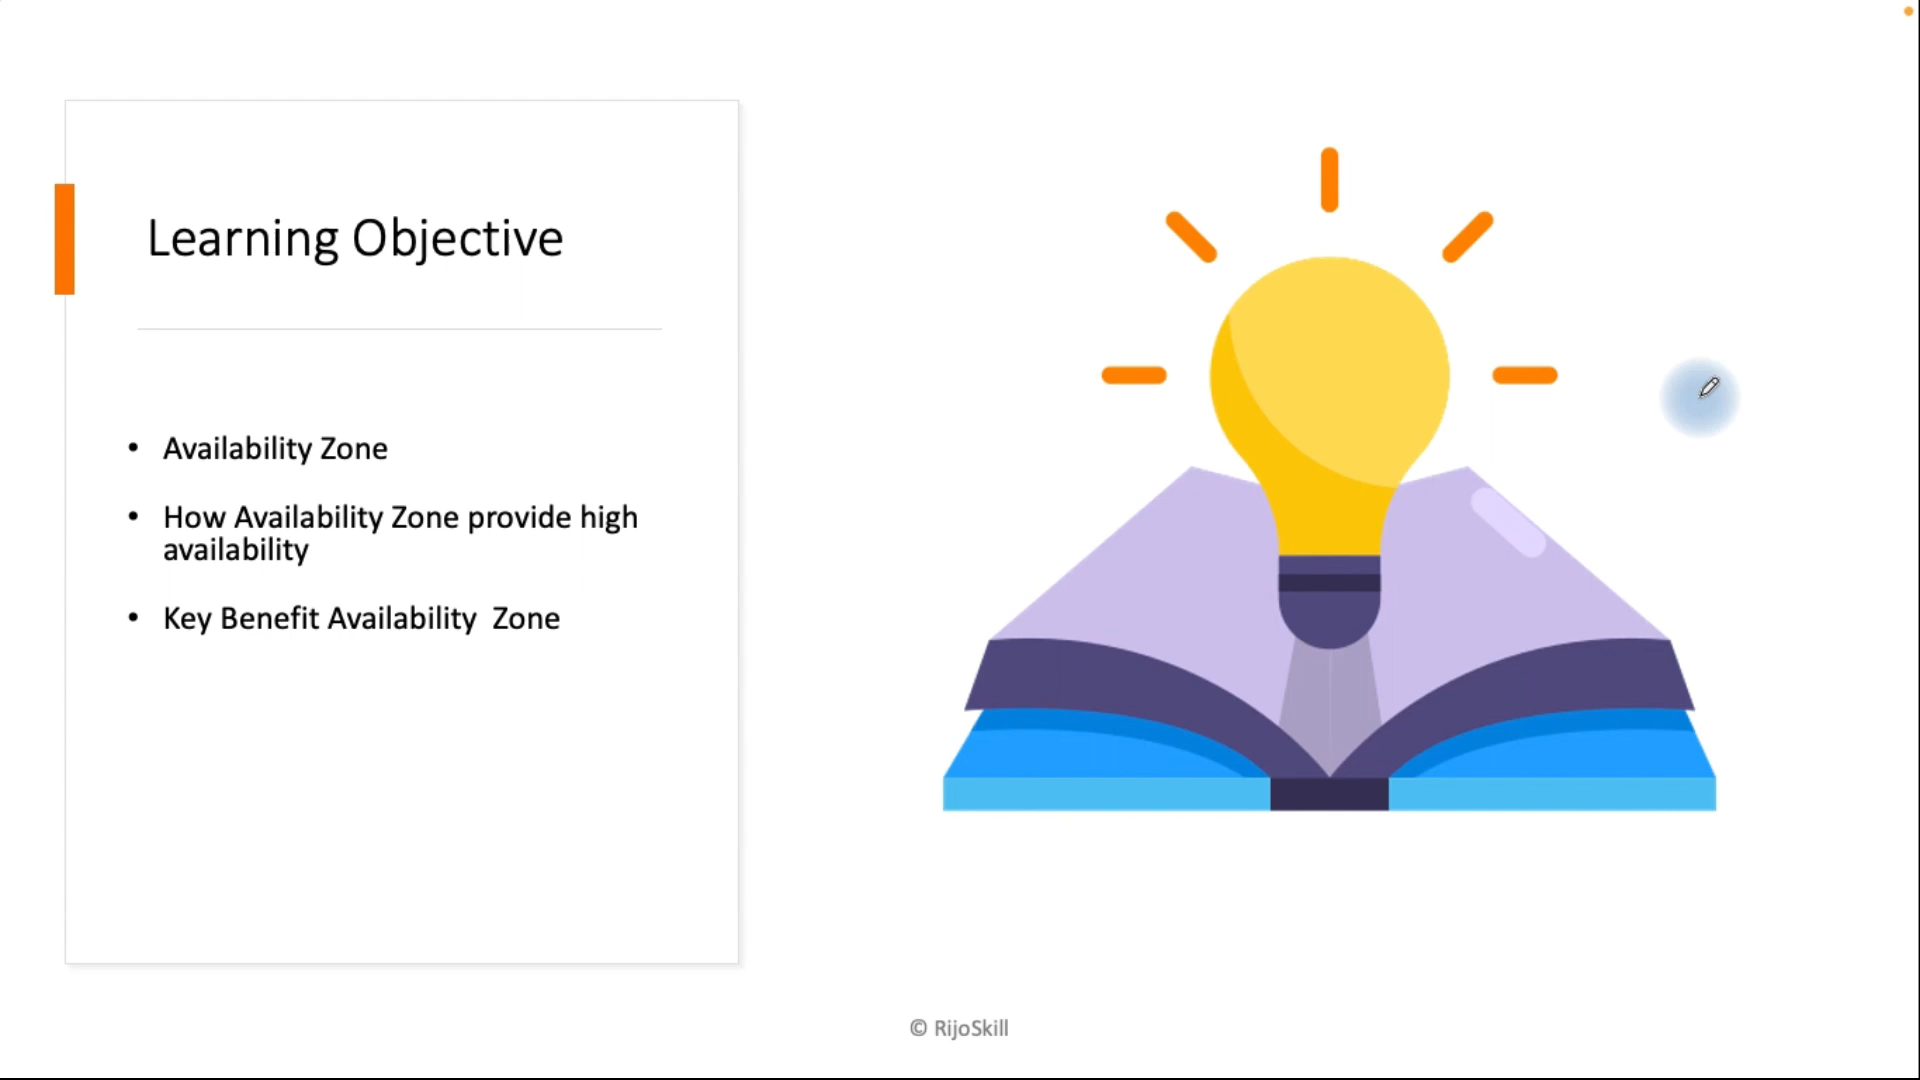 Learning Objective
• Availability Zone
• How Availability Zone provide high
availability
• Key Benefit Availability  Zone
© RijoSkill